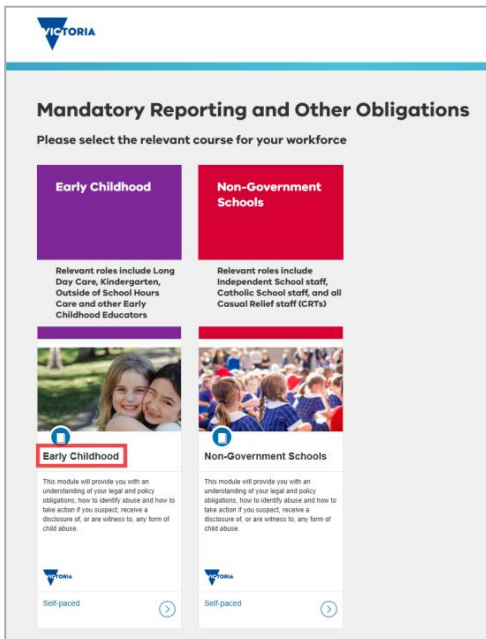 VICTORIA
Mandatory Reporting and Other Obligations
Please select the relevant course for your workforce
Early Childhood
Relevant roles include Long
Day Care, Kindergarten,
Outside of School Hours
Care and other Early
Childhood Educators
Early Childhood
This module will provide you with an
understanding of your legal and policy
obligations, how to identify abuse and how to
take action if you suspect, receive a
disclosure of, or are witness to, any form of
child abuse.
VICTORIA
Self-paced
Non-Government
Schools
Relevant roles include
Independent School staff,
Catholic School staff, and all
Casual Relief staff (CRTs)
Non-Government Schools
This module will provide you with an
understanding of your legal and policy
obligations, how to identify abuse and how to
take action if you suspect, receive a
disclosure of, or are witness to, any form of
child abuse.
VICTORIA
Self-paced